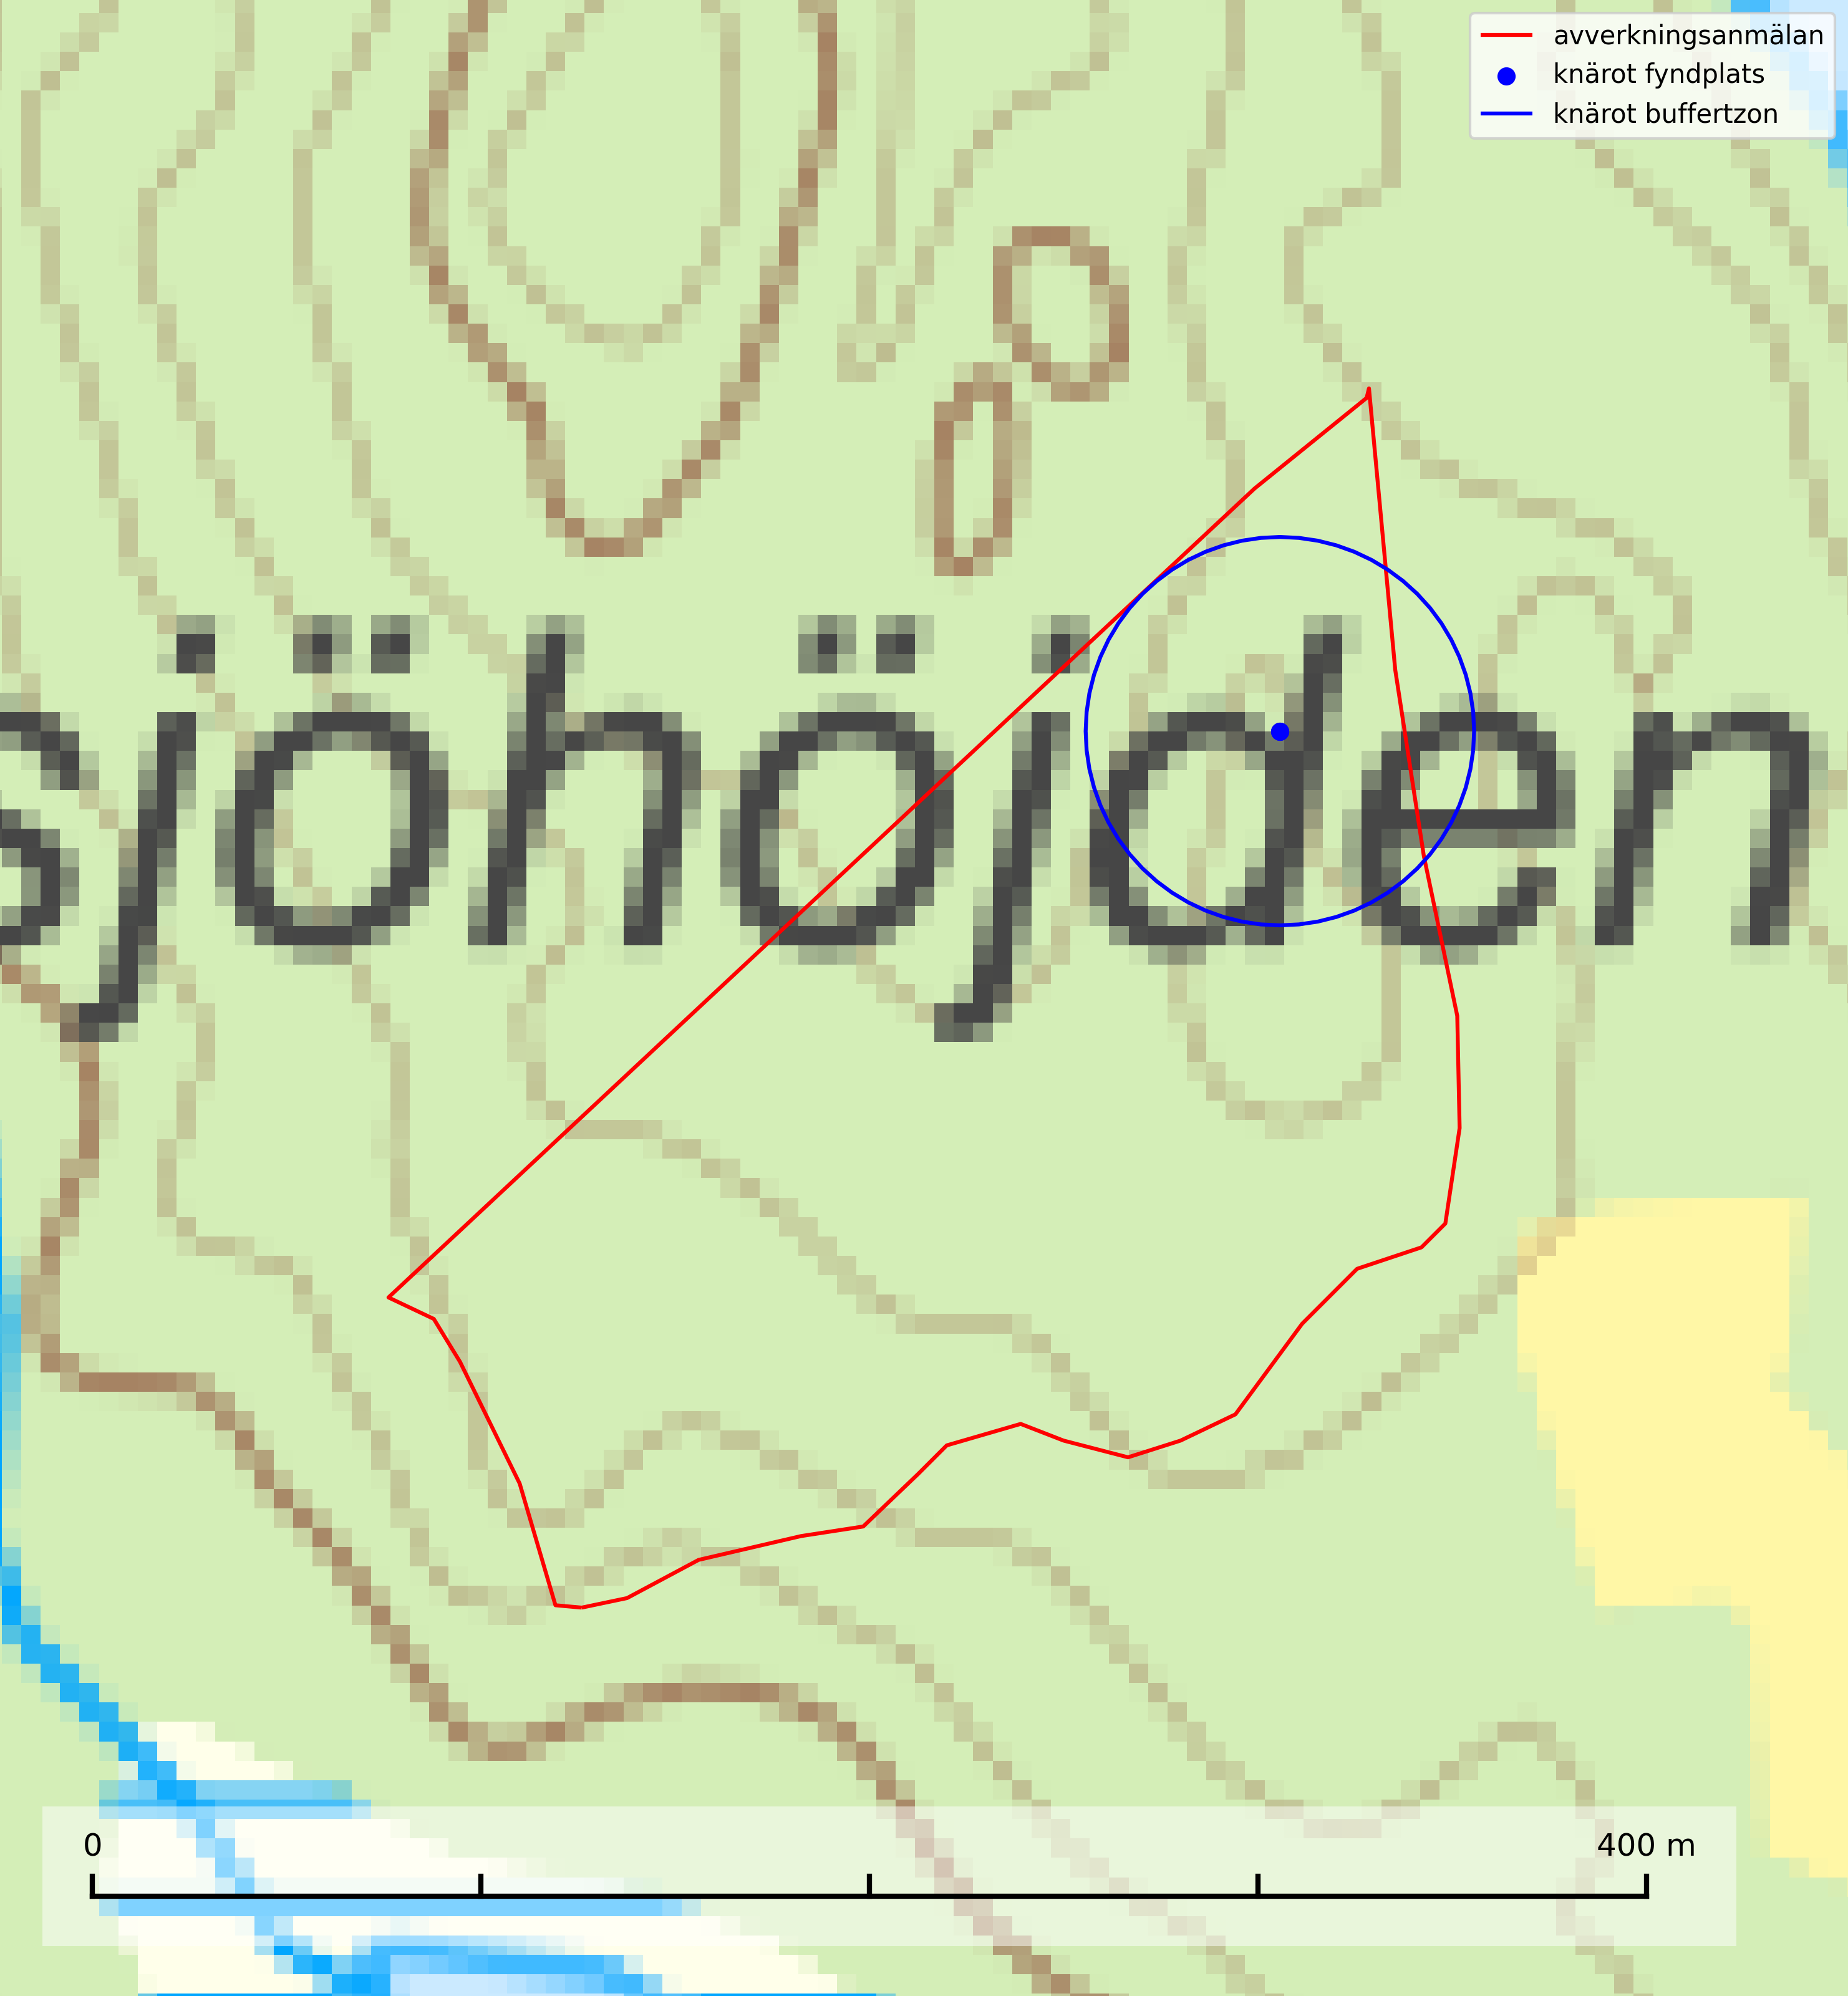 avverkningsanmälan
knärot fyndplats
knärot buffertzon
sjöhöjden
0 400 m